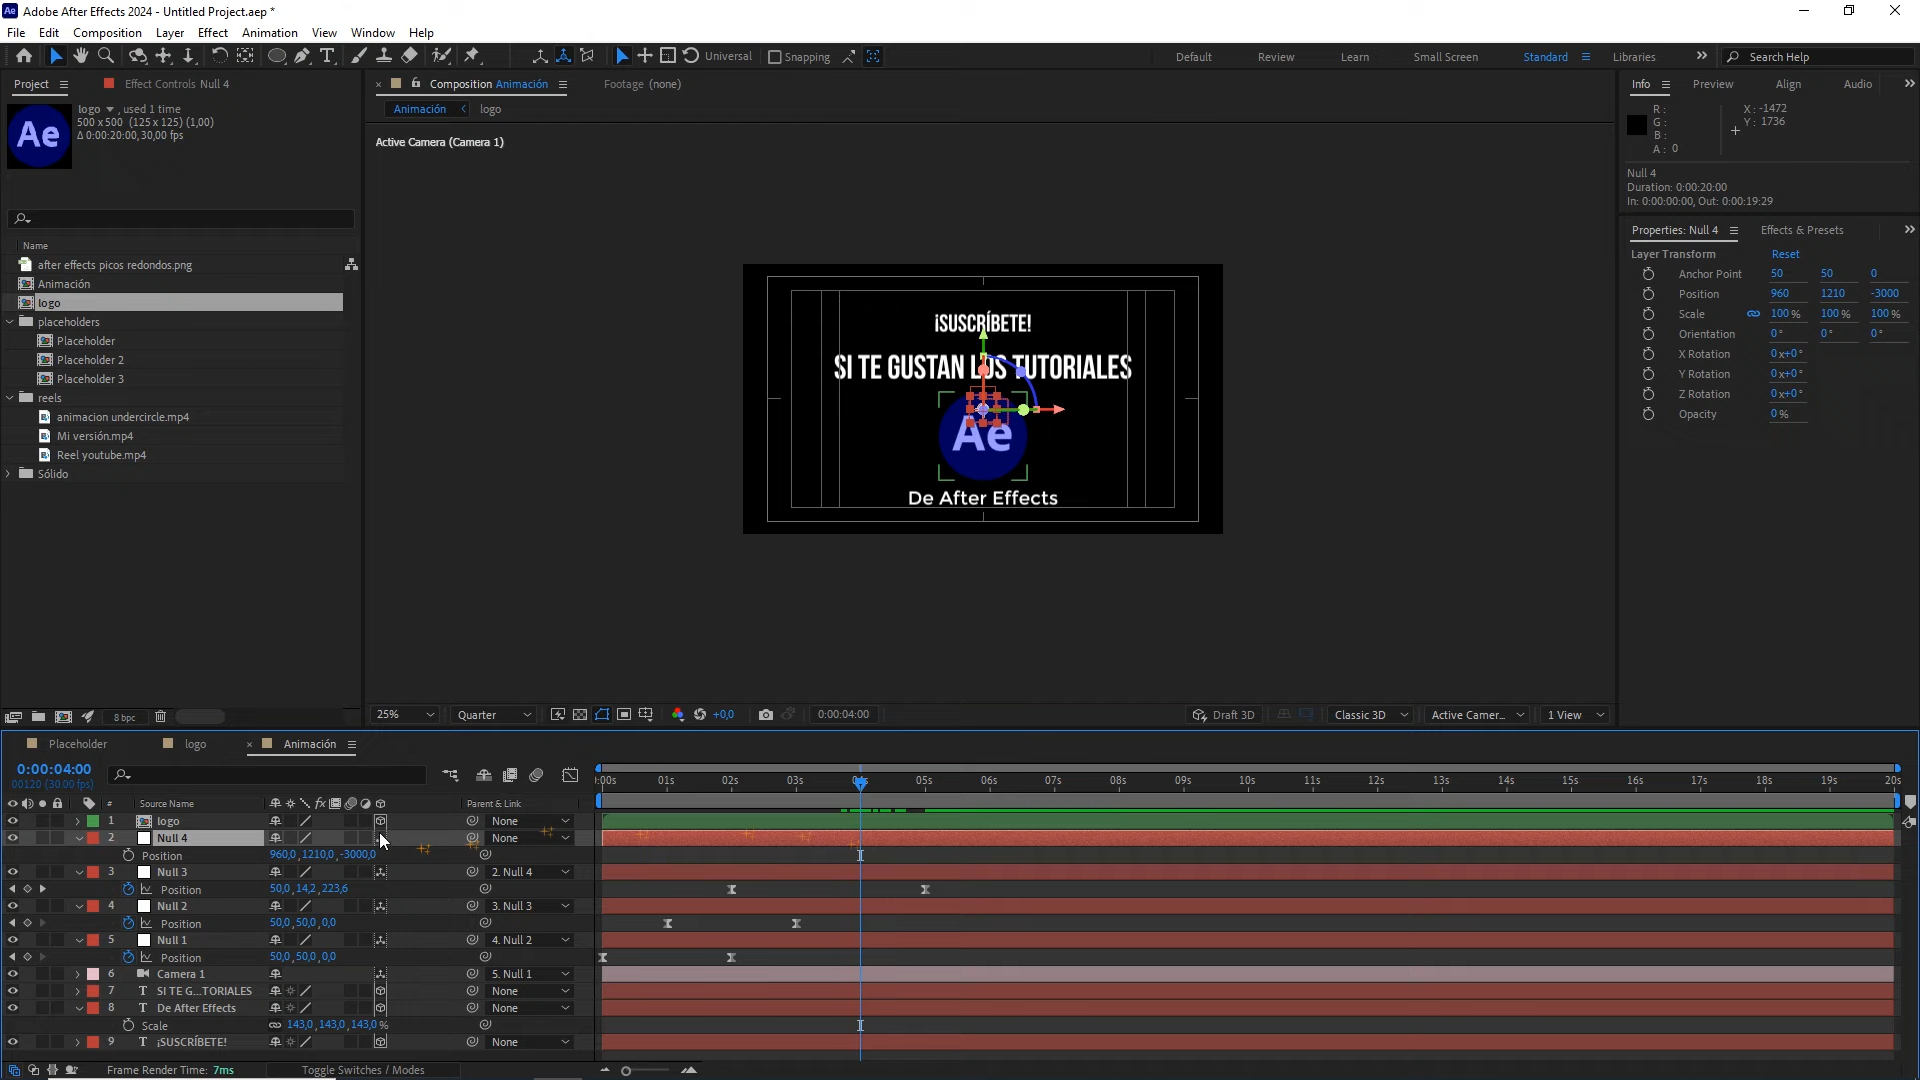 Adobe After Effects 2024 - Untitled Project.aep *
File Edit Composition Layer Effect Animation View Window Help
Universal Snapping Default Review Learn Small Screen Standard Libraries Search Help
Project Effect Controls Null 4
logo , used 1 time
500 x 500 (125 x 125) (1,00)
Δ 0:00:20:00, 30,00 fps
Name
after effects picos redondos.png
Animación
logo
placeholders
Placeholder
Placeholder 2
Placeholder 3
reels
animacion undercircle.mp4
Mi versión.mp4
Reel youtube.mp4
Sólido
8 bpc
Composition Animación Footage (none)
Animación logo
Active Camera (Camera 1)
¡SUSCRÍBETE!
SI TE GUSTAN LOS TUTORIALES
Ae
De After Effects
25% Quarter +0,0 0:00:04:00 Draft 3D Classic 3D Active Camer... 1 View
Info Preview Align Audio
R :
G :
B :
A : 0
X : -1472
Y : 1736
Null 4
Duration: 0:00:20:00
In: 0:00:00:00, Out: 0:00:19:29
Properties: Null 4 Effects & Presets
Layer Transform Reset
Anchor Point 50 50 0
Position 960 1210 -3000
Scale 100 % 100 % 100 %
Orientation 0° 0° 0°
X Rotation 0x+0°
Y Rotation 0x+0°
Z Rotation 0x+0°
Opacity 0 %
Placeholder logo Animación
0:00:04:00
00120 (30.00 fps)
:00s 01s 02s 03s 05s 06s 07s 08s 09s 10s 11s 12s 13s 14s 15s 16s 17s 18s 19s 20s
# Source Name fx Parent & Link
1 logo None
2 Null 4 None
Position 960,0,1210,0,-3000,0
3 Null 3 2. Null 4
Position 50,0,14,2,223,6
4 Null 2 3. Null 3
Position 50,0,50,0,0,0
5 Null 1 4. Null 2
Position 50,0,50,0,0,0
6 Camera 1 5. Null 1
7 T SI TE G...TORIALES None
8 T De After Effects None
Scale 143,0,143,0,143,0 %
9 T ¡SUSCRÍBETE! None
Frame Render Time: 7ms Toggle Switches / Modes